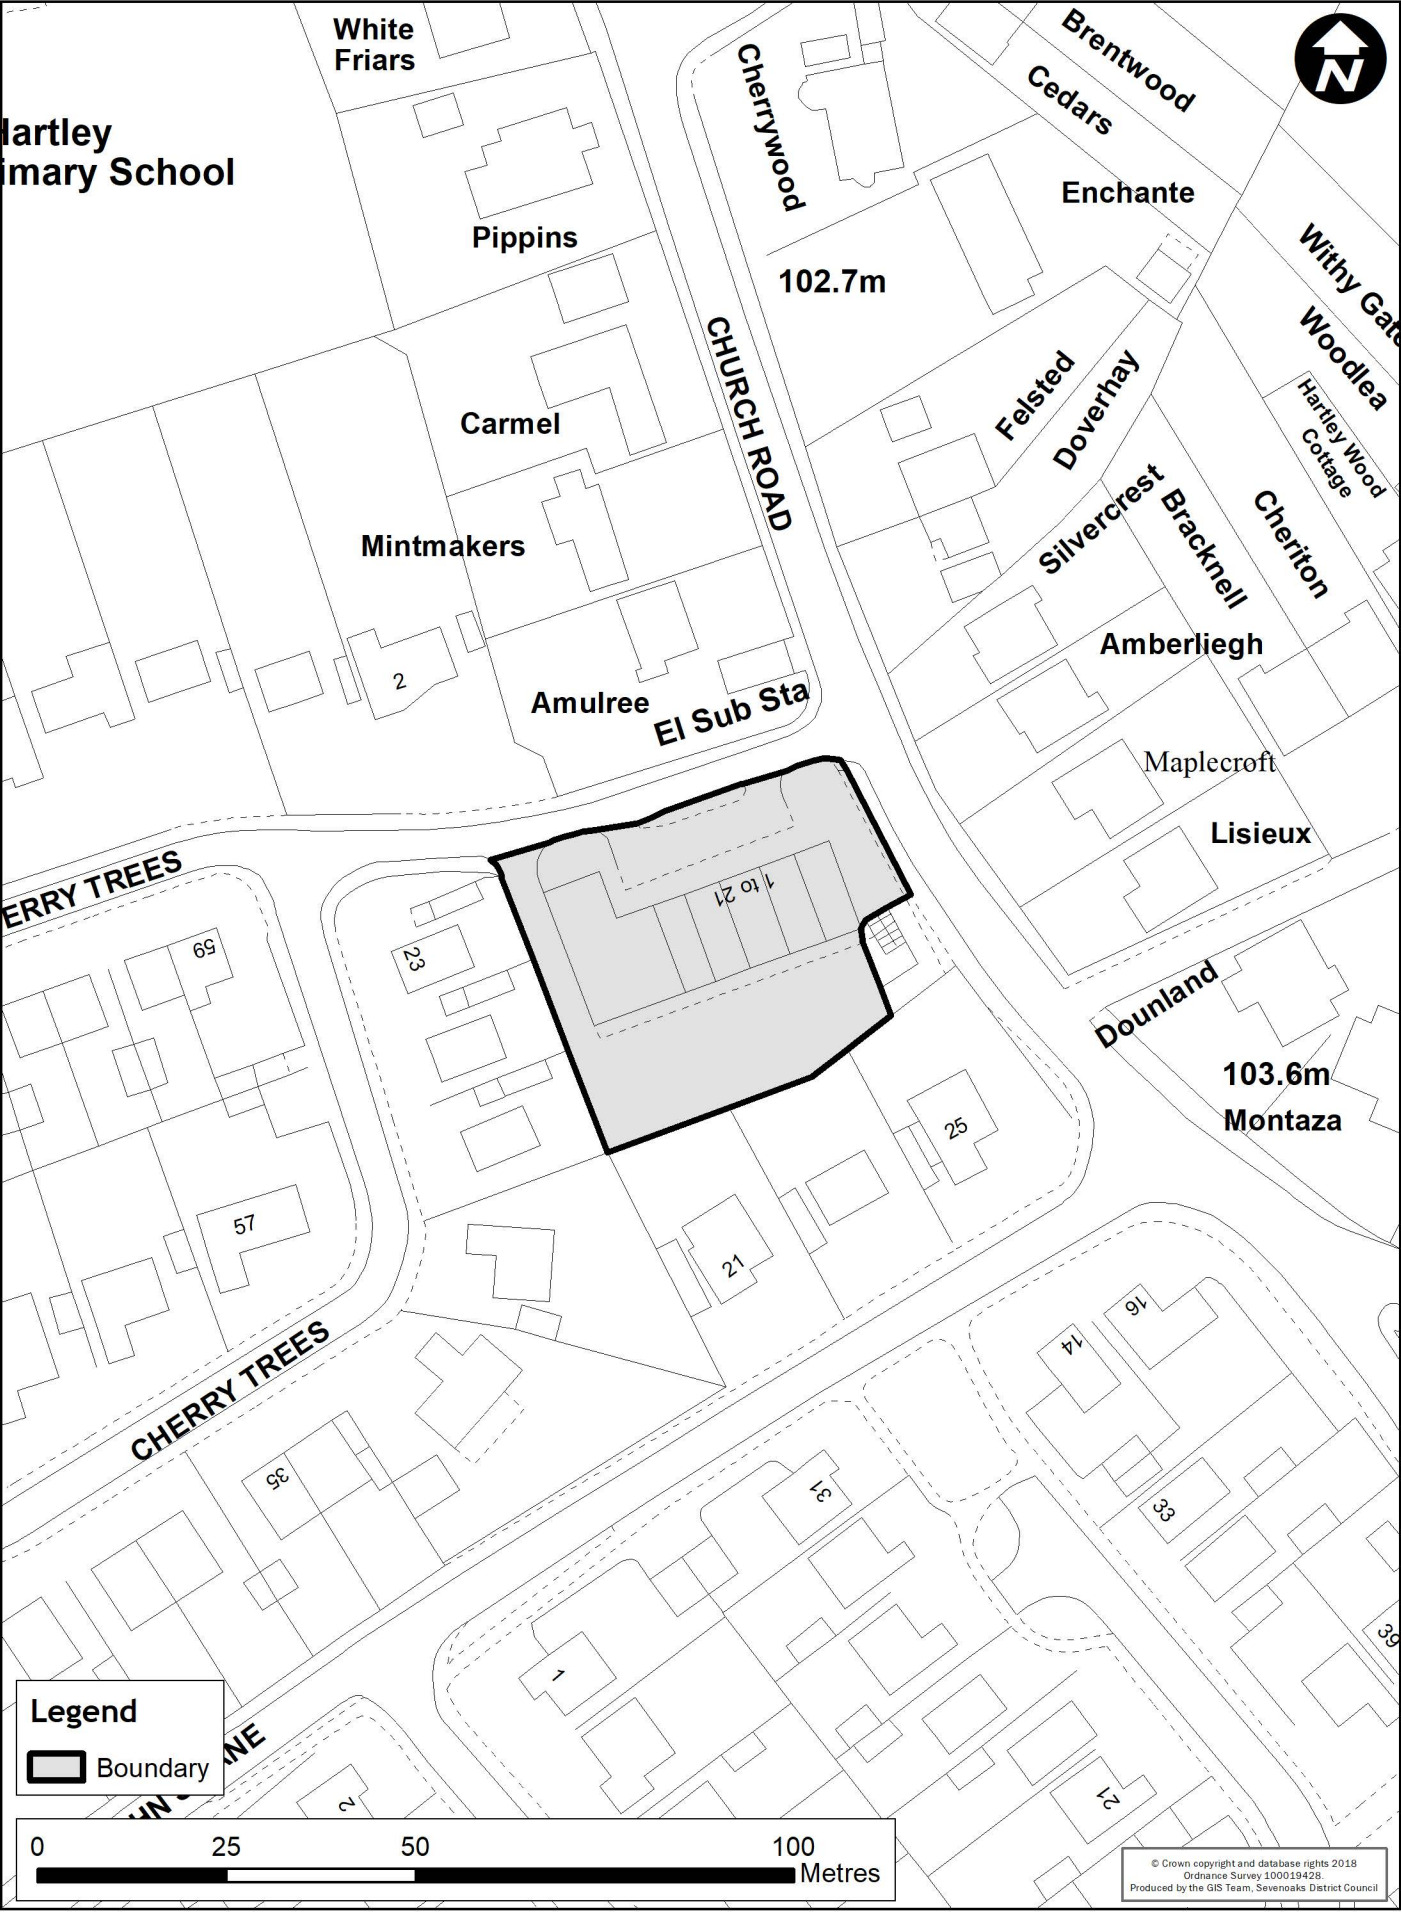 White
Friars
Cherrywood
Brentwood
Cedars
N
Hartley
imary School
Enchante
Pippins
102.7m
Withy Gate
Woodlea
CHURCH ROAD
Felsted
Doverhay
Hartley Wood
Cottage
Carmel
Silvercrest
Bracknell
Cheriton
Mintmakers
Amberliegh
2
Amulree
El Sub Sta
Maplecroft
Lisieux
ERRY TREES
1 to 21
59
23
Dounland
103.6m
Montaza
25
57
21
16
14
CHERRY TREES
35
31
33
39
1
Legend
Boundary
ANE
HN
2
21
0 25 50 100
Metres
© Crown copyright and database rights 2018
Ordnance Survey 100019428.
Produced by the GIS Team, Sevenoaks District Council